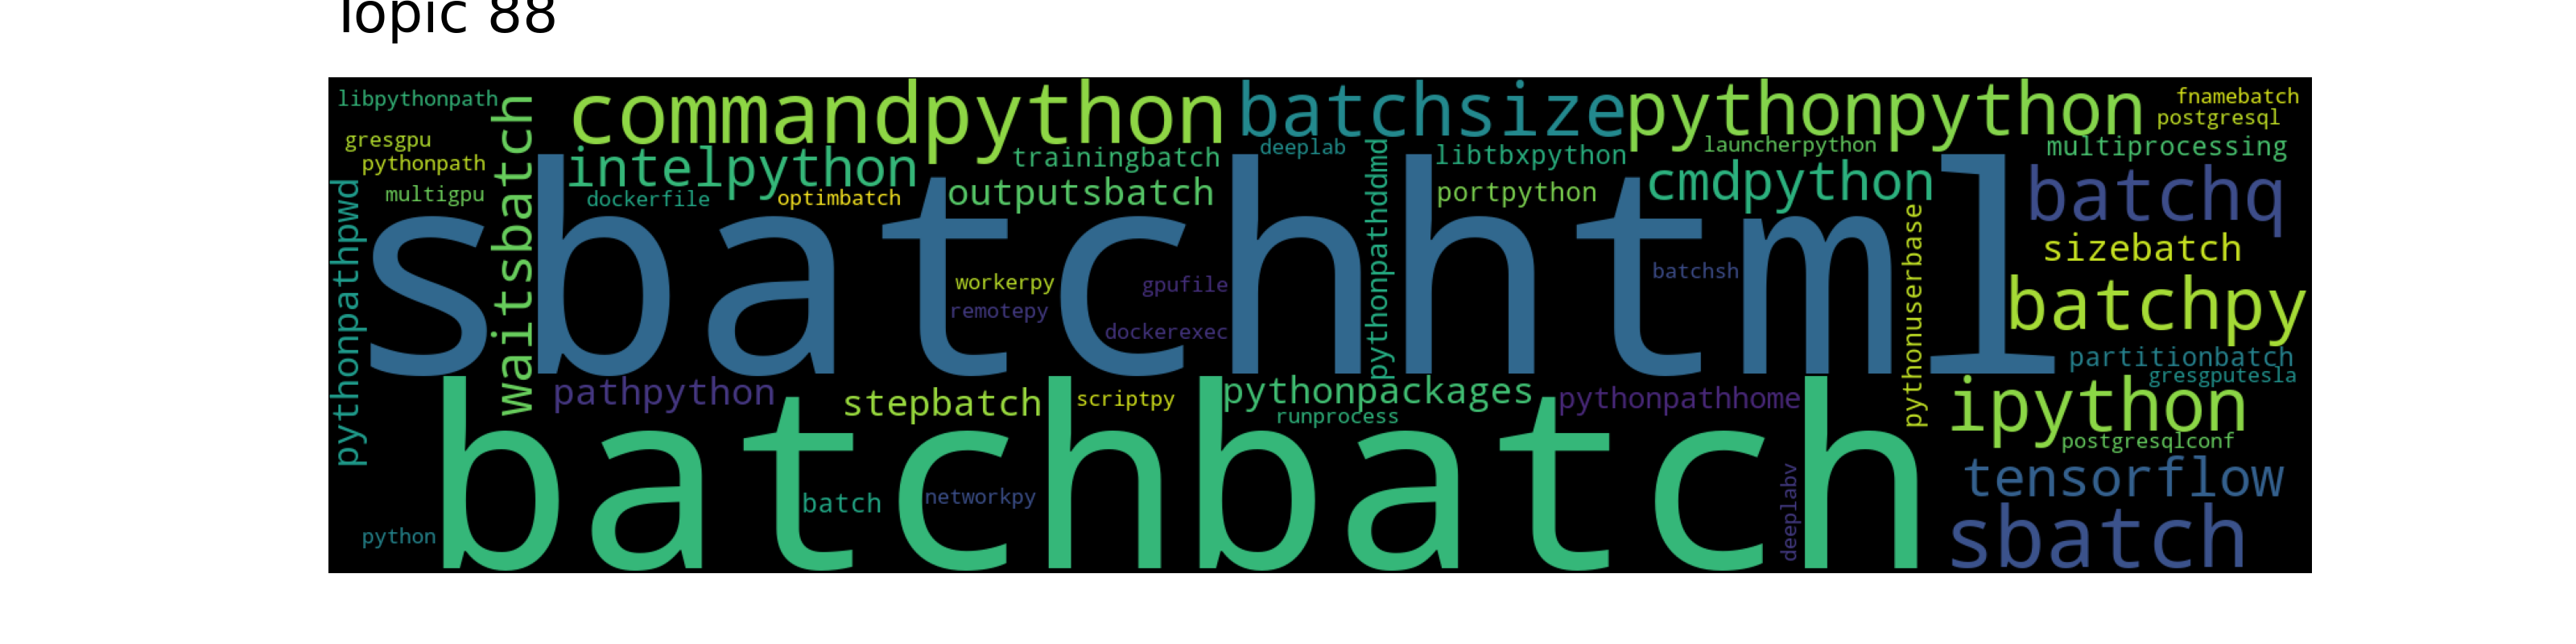 Topic 88
libpythonpath
commandpython
batchsize
pythonpython
fnamebatch
postgresql
gresgpu
pythonpath
multigpu
waitsbatch
intelpython
trainingbatch
deeplab
libtbxpython
launcherpython
multiprocessing
dockerfile
optimbatch
outputsbatch
portpython
cmdpython
batchq
pythonpathpwd
sbatchhtml
pythonpathddmd
pythonuserbase
sizebatch
workerpy
gpufile
batchsh
remotepy
dockerexec
batchpy
partitionbatch
gresgputesla
pathpython
stepbatch
scriptpy
pythonpackages
runprocess
pythonpathhome
ipython
postgresqlconf
batchbatch
batch
networkpy
deeplabv
tensorflow
python
sbatch